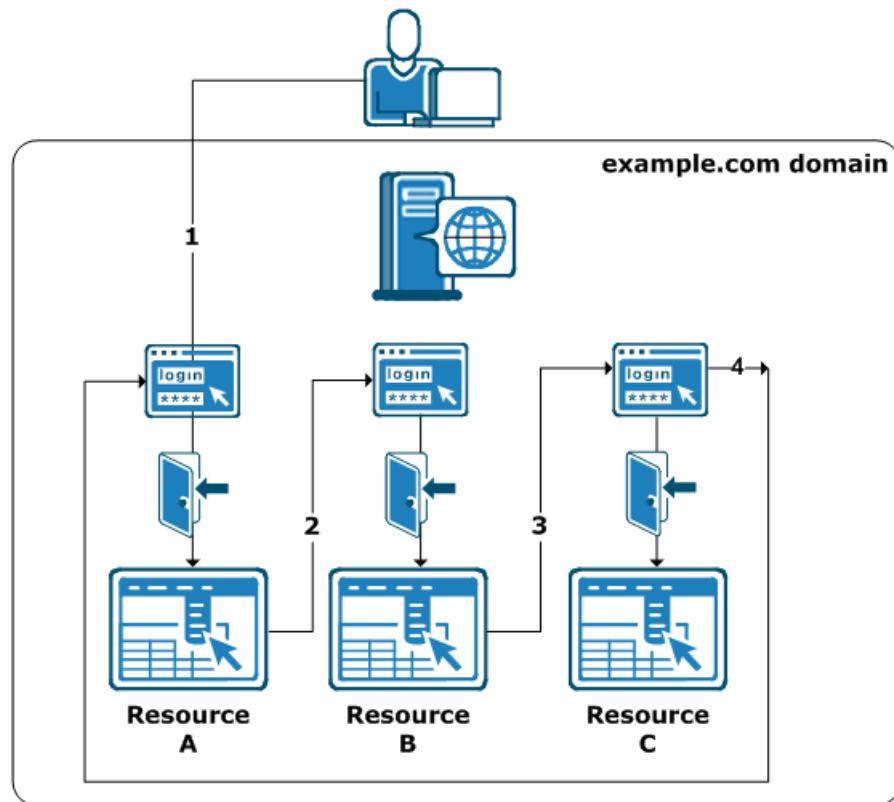 example.com domain
1
login
****
login
****
login
****
4
2
3
Resource
A
Resource
B
Resource
C